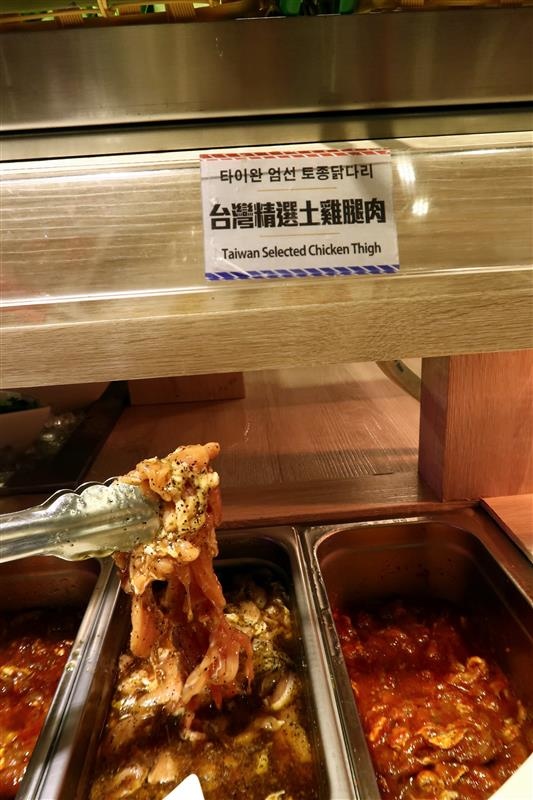 타이완 엄선 토종닭다리
台灣精選土雞腿肉
Taiwan Selected Chicken Thigh